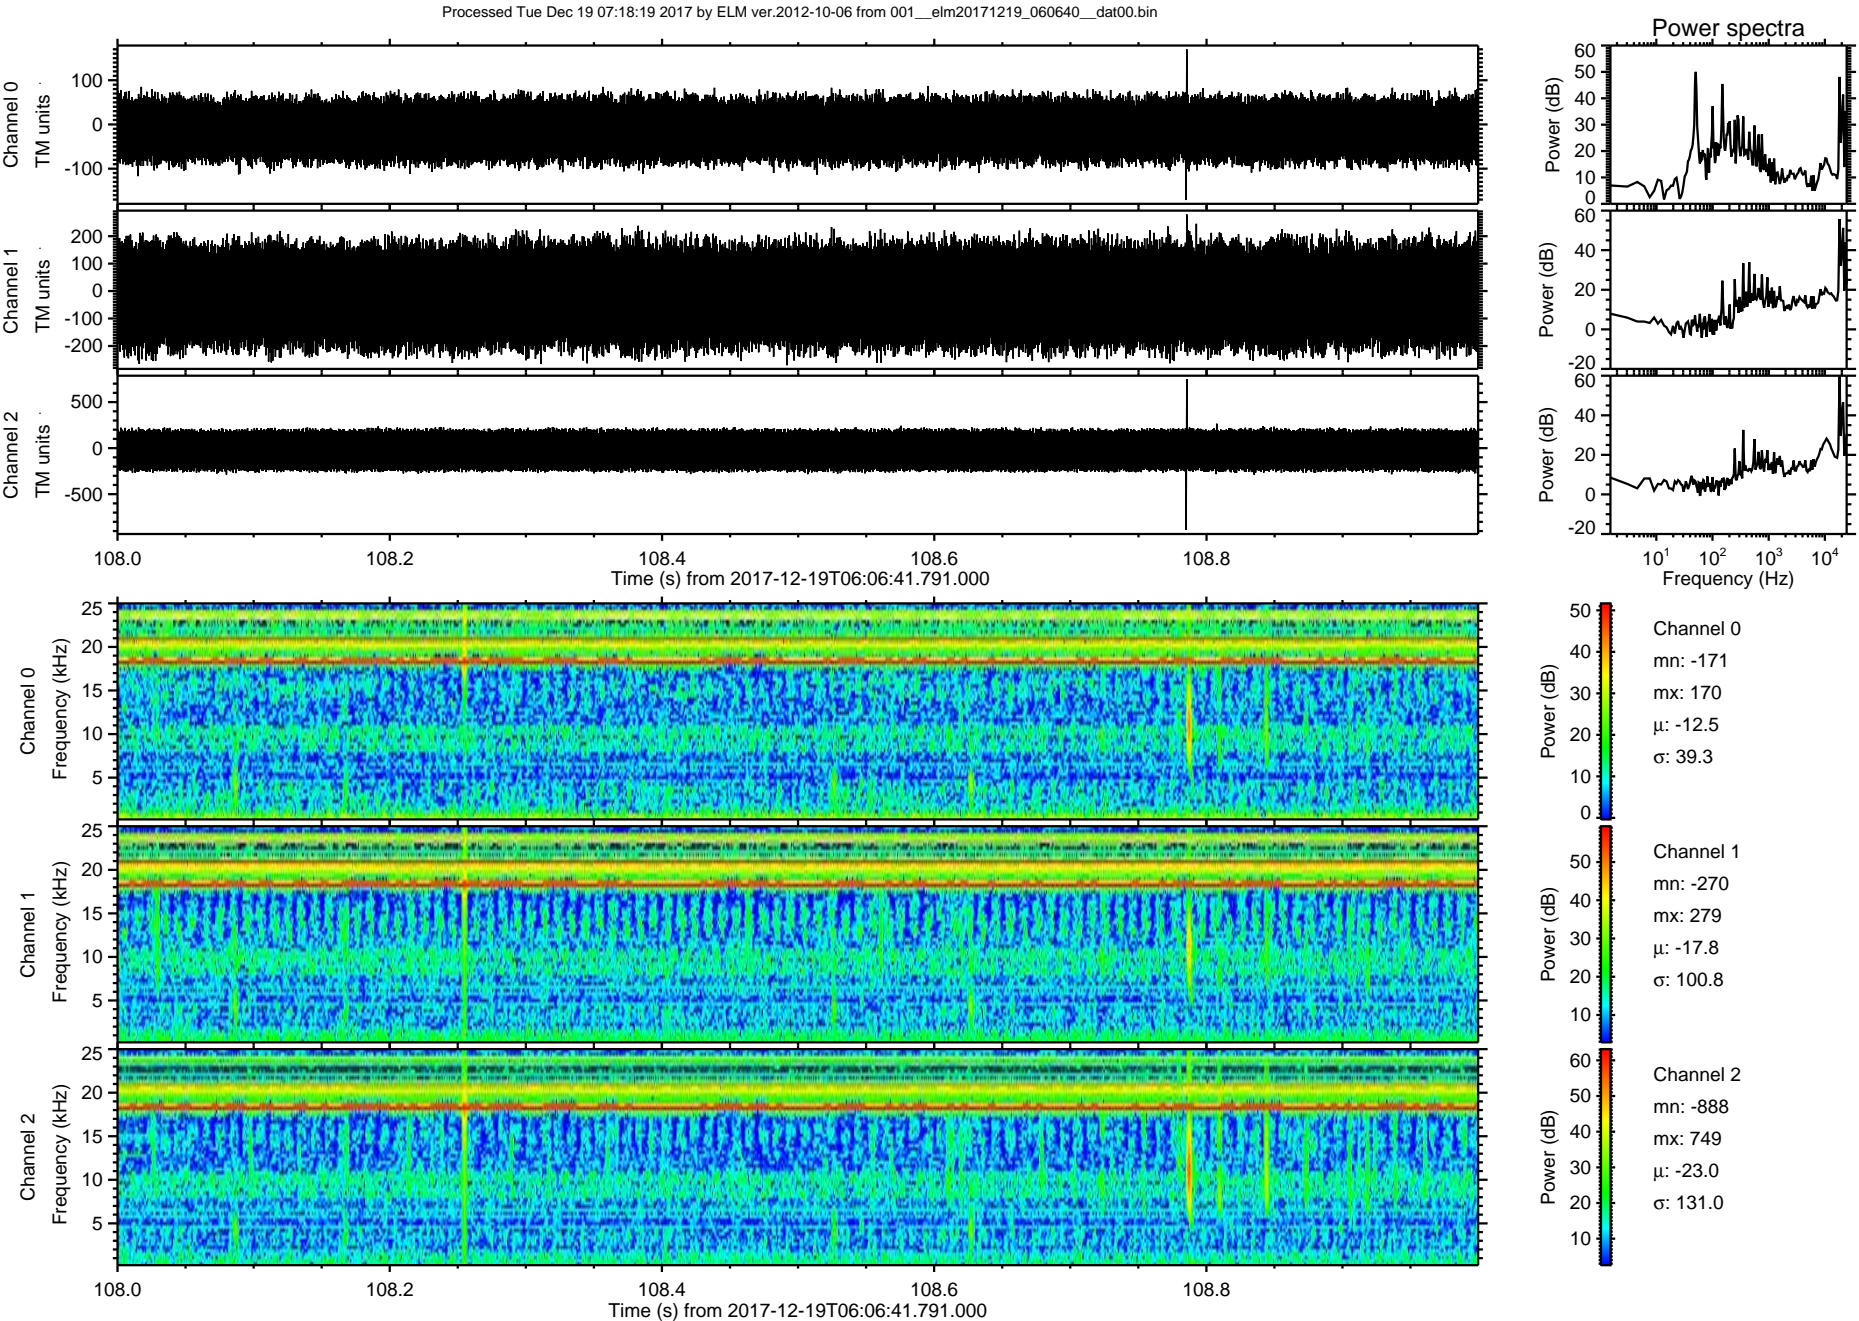 Processed Tue Dec 19 07:18:19 2017 by ELM ver.2012-10-06 from 001__elm20171219_060640__dat00.bin
Power spectra
Channel 0
TM units
100
0
-100
Power (dB)
60
50
40
30
20
10
0
Channel 1
TM units
200
100
0
-100
-200
Power (dB)
60
40
20
0
-20
Channel 2
TM units
500
0
-500
Power (dB)
60
40
20
0
-20
108.0 108.2 108.4 108.6 108.8
Time (s) from 2017-12-19T06:06:41.791.000
10^1 10^2 10^3 10^4
Frequency (Hz)
Channel 0
Frequency (kHz)
25
20
15
10
5
Power (dB)
50
40
30
20
10
0
Channel 0
mn: -171
mx: 170
μ: -12.5
σ: 39.3
Channel 1
Frequency (kHz)
25
20
15
10
5
Power (dB)
50
40
30
20
10
Channel 1
mn: -270
mx: 279
μ: -17.8
σ: 100.8
Channel 2
Frequency (kHz)
25
20
15
10
5
Power (dB)
60
50
40
30
20
10
Channel 2
mn: -888
mx: 749
μ: -23.0
σ: 131.0
108.0 108.2 108.4 108.6 108.8
Time (s) from 2017-12-19T06:06:41.791.000